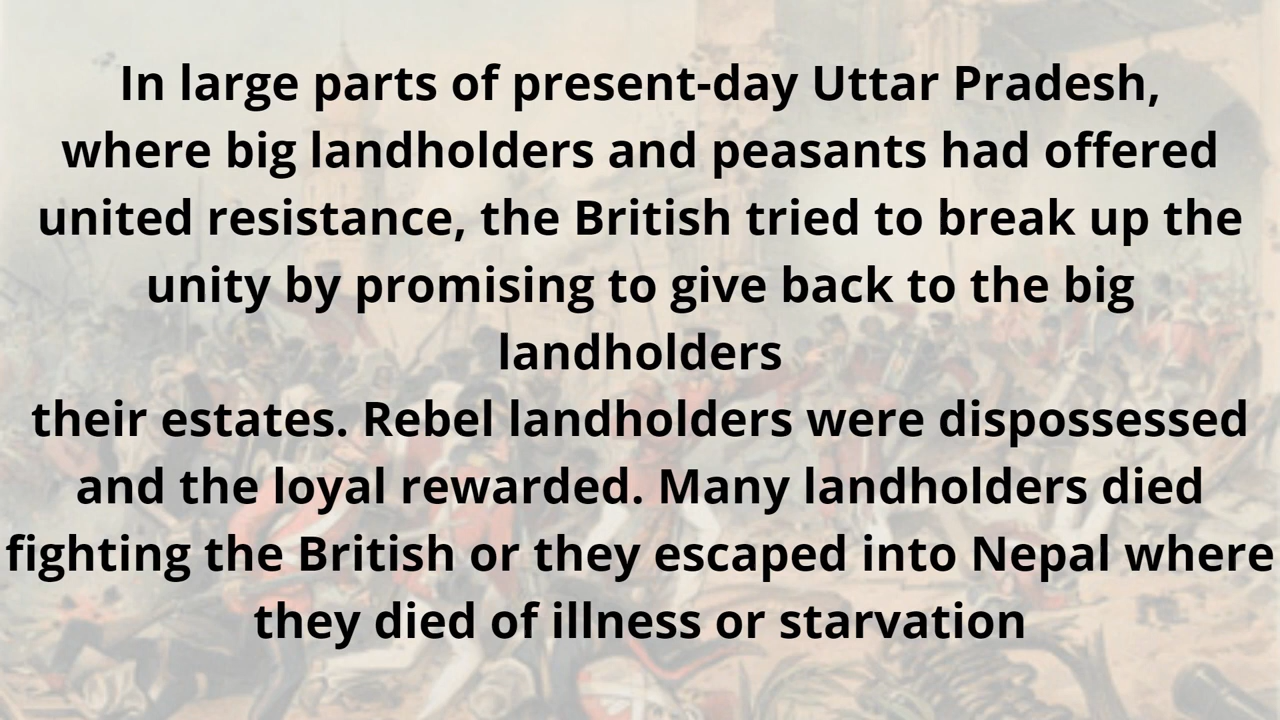 In large parts of present-day Uttar Pradesh,
where big landholders and peasants had offered
united resistance, the British tried to break up the
unity by promising to give back to the big
landholders
their estates. Rebel landholders were dispossessed
and the loyal rewarded. Many landholders died
fighting the British or they escaped into Nepal where
they died of illness or starvation